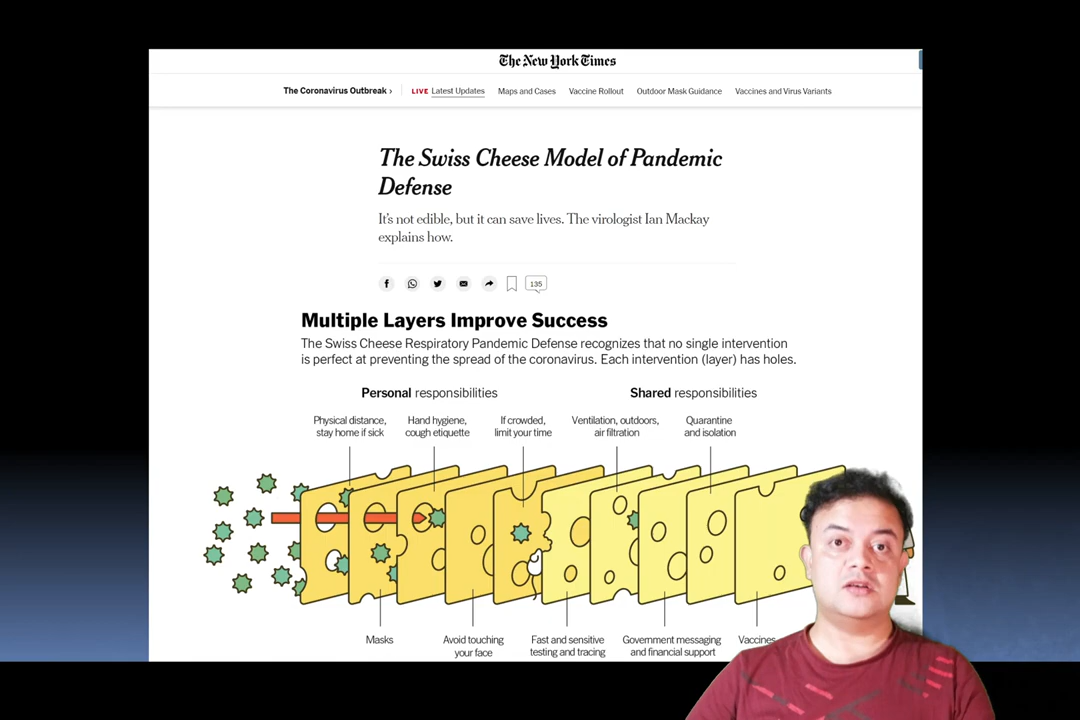 The New York Times
The Coronavirus Outbreak ›
LIVE Latest Updates
Maps and Cases
Vaccine Rollout
Outdoor Mask Guidance
Vaccines and Virus Variants
The Swiss Cheese Model of Pandemic
Defense
It's not edible, but it can save lives. The virologist Ian Mackay
explains how.
135
Multiple Layers Improve Success
The Swiss Cheese Respiratory Pandemic Defense recognizes that no single intervention
is perfect at preventing the spread of the coronavirus. Each intervention (layer) has holes.
Personal responsibilities
Shared responsibilities
Physical distance,
stay home if sick
Hand hygiene,
cough etiquette
If crowded,
limit your time
Ventilation, outdoors,
air filtration
Quarantine
and isolation
Masks
Avoid touching
your face
Fast and sensitive
testing and tracing
Government messaging
and financial support
Vaccines